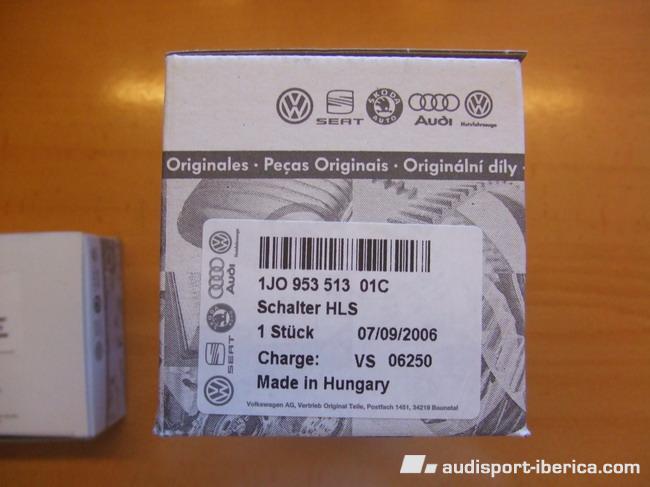 SEAT
ŠKODA
AUTO
Audi
Nutzfahrzeuge
Originales · Peças Originais · Originální díly ·
1JO 953 513 01C
Schalter HLS
1 Stück 07/09/2006
Charge: VS 06250
Made in Hungary
Volkswagen AG, Vertrieb Original Teile, Postfach 1451, 34219 Baunatal
Audi
SEAT
audisport-iberica.com